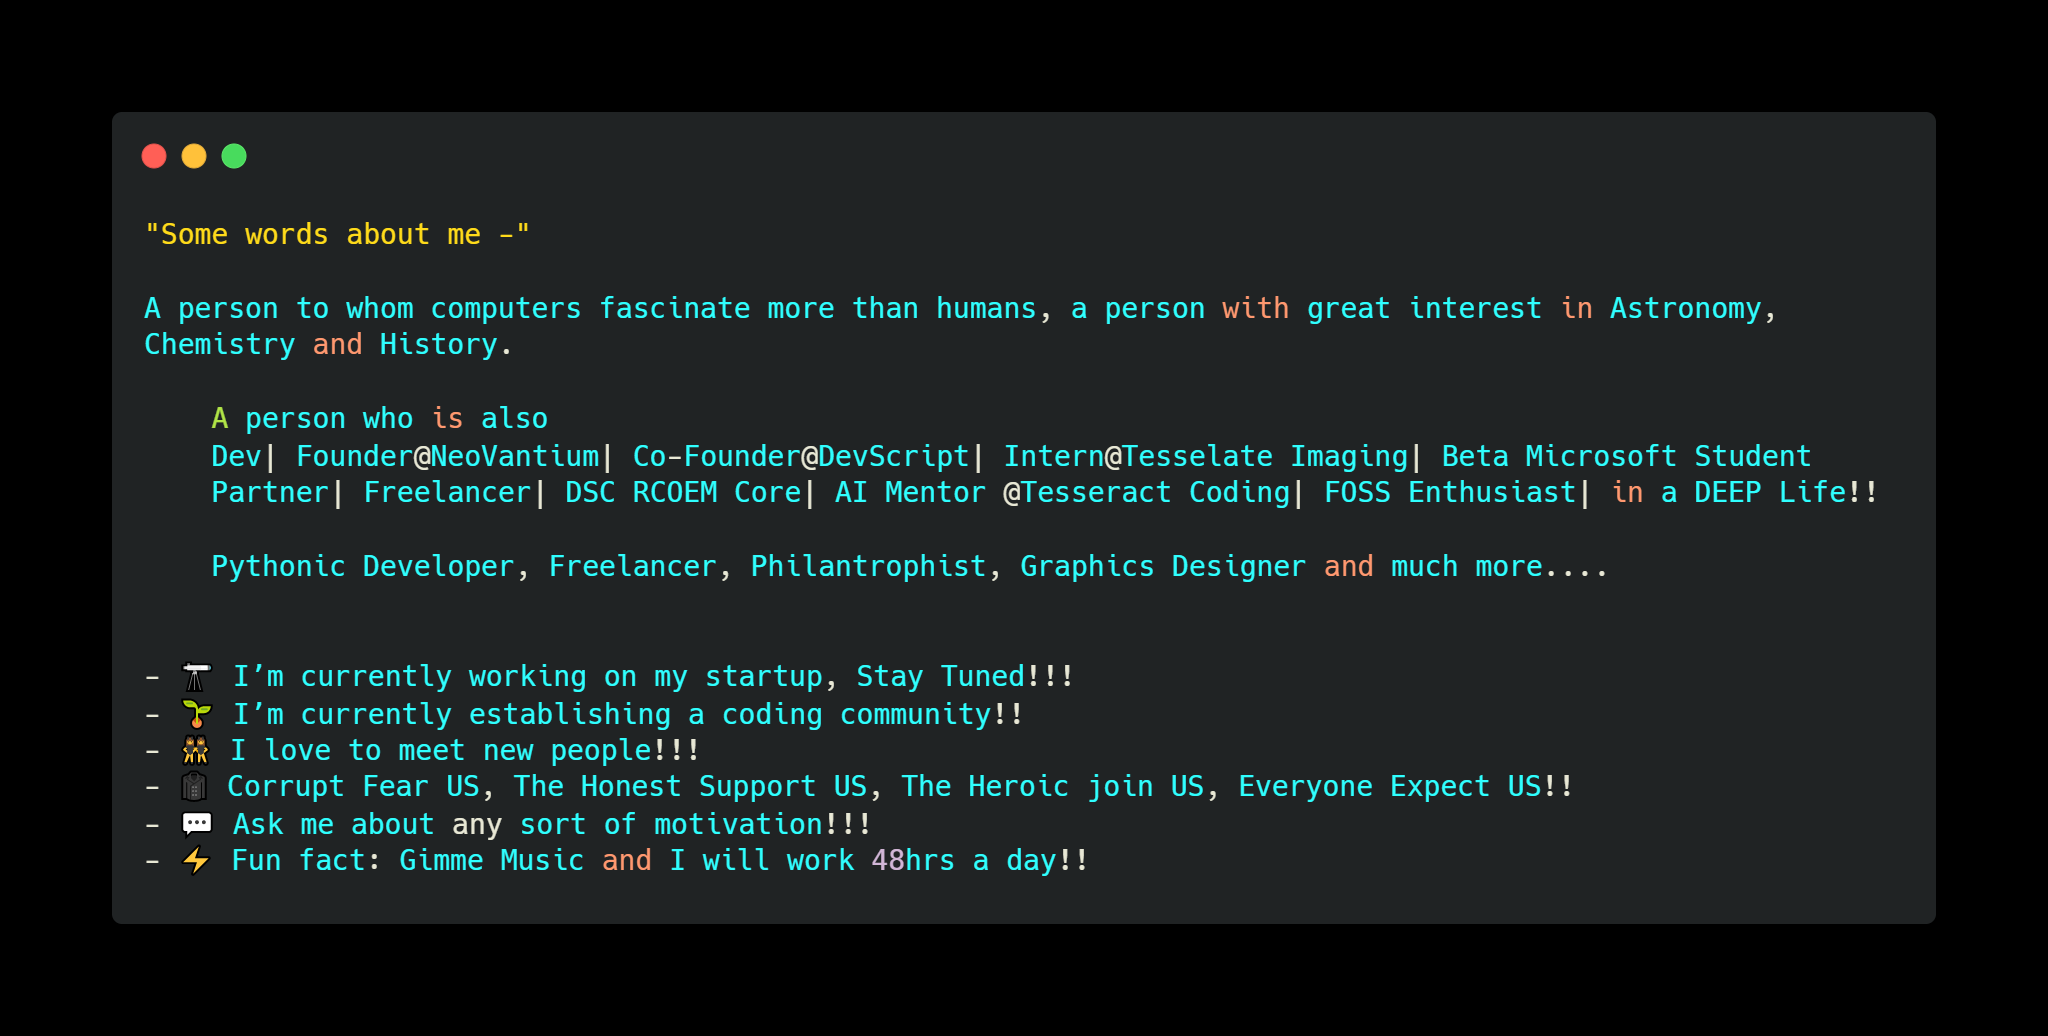 "Some words about me -"
A person to whom computers fascinate more than humans, a person with great interest in Astronomy,
Chemistry and History.
A person who is also
Dev| Founder@NeoVantium| Co-Founder@DevScript| Intern@Tesselate Imaging| Beta Microsoft Student
Partner| Freelancer| DSC RCOEM Core| AI Mentor @Tesseract Coding| FOSS Enthusiast| in a DEEP Life!!
Pythonic Developer, Freelancer, Philantrophist, Graphics Designer and much more....
- 🔭 I’m currently working on my startup, Stay Tuned!!!
- 🌱 I’m currently establishing a coding community!!
- 👯 I love to meet new people!!!
- 🧥 Corrupt Fear US, The Honest Support US, The Heroic join US, Everyone Expect US!!
- 💬 Ask me about any sort of motivation!!!
- ⚡ Fun fact: Gimme Music and I will work 48hrs a day!!